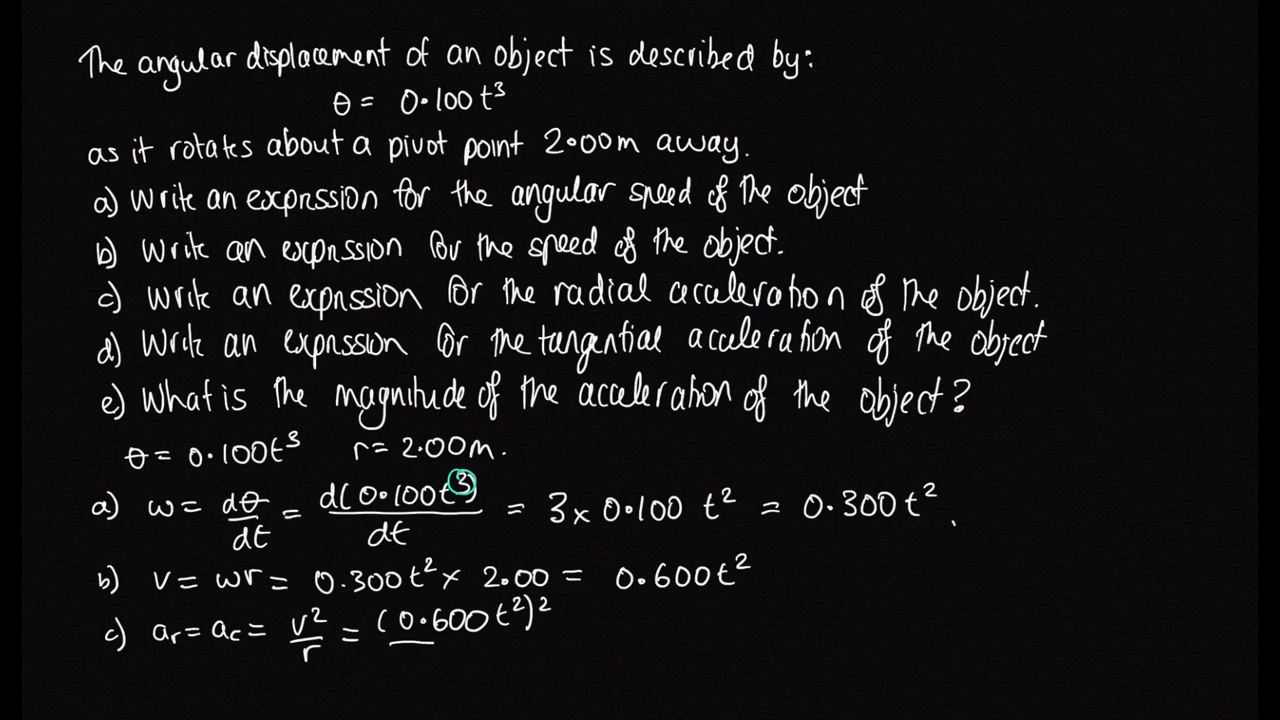 The angular displacement of an object is described by:
θ = 0.100 t³
as it rotates about a pivot point 2.00m away.
a) Write an expression for the angular speed of the object
b) Write an expression for the speed of the object.
c) Write an expression for the radial acceleration of the object.
d) Write an expression for the tangential acceleration of the object
e) What is the magnitude of the acceleration of the object?
θ = 0.100t³ r = 2.00m.
a) ω = dθ/dt = d(0.100t³)/dt = 3 x 0.100 t² = 0.300 t².
b) v = ωr = 0.300t² x 2.00 = 0.600t²
c) aᵣ = a꜀ = v²/r = (0.600t²)²